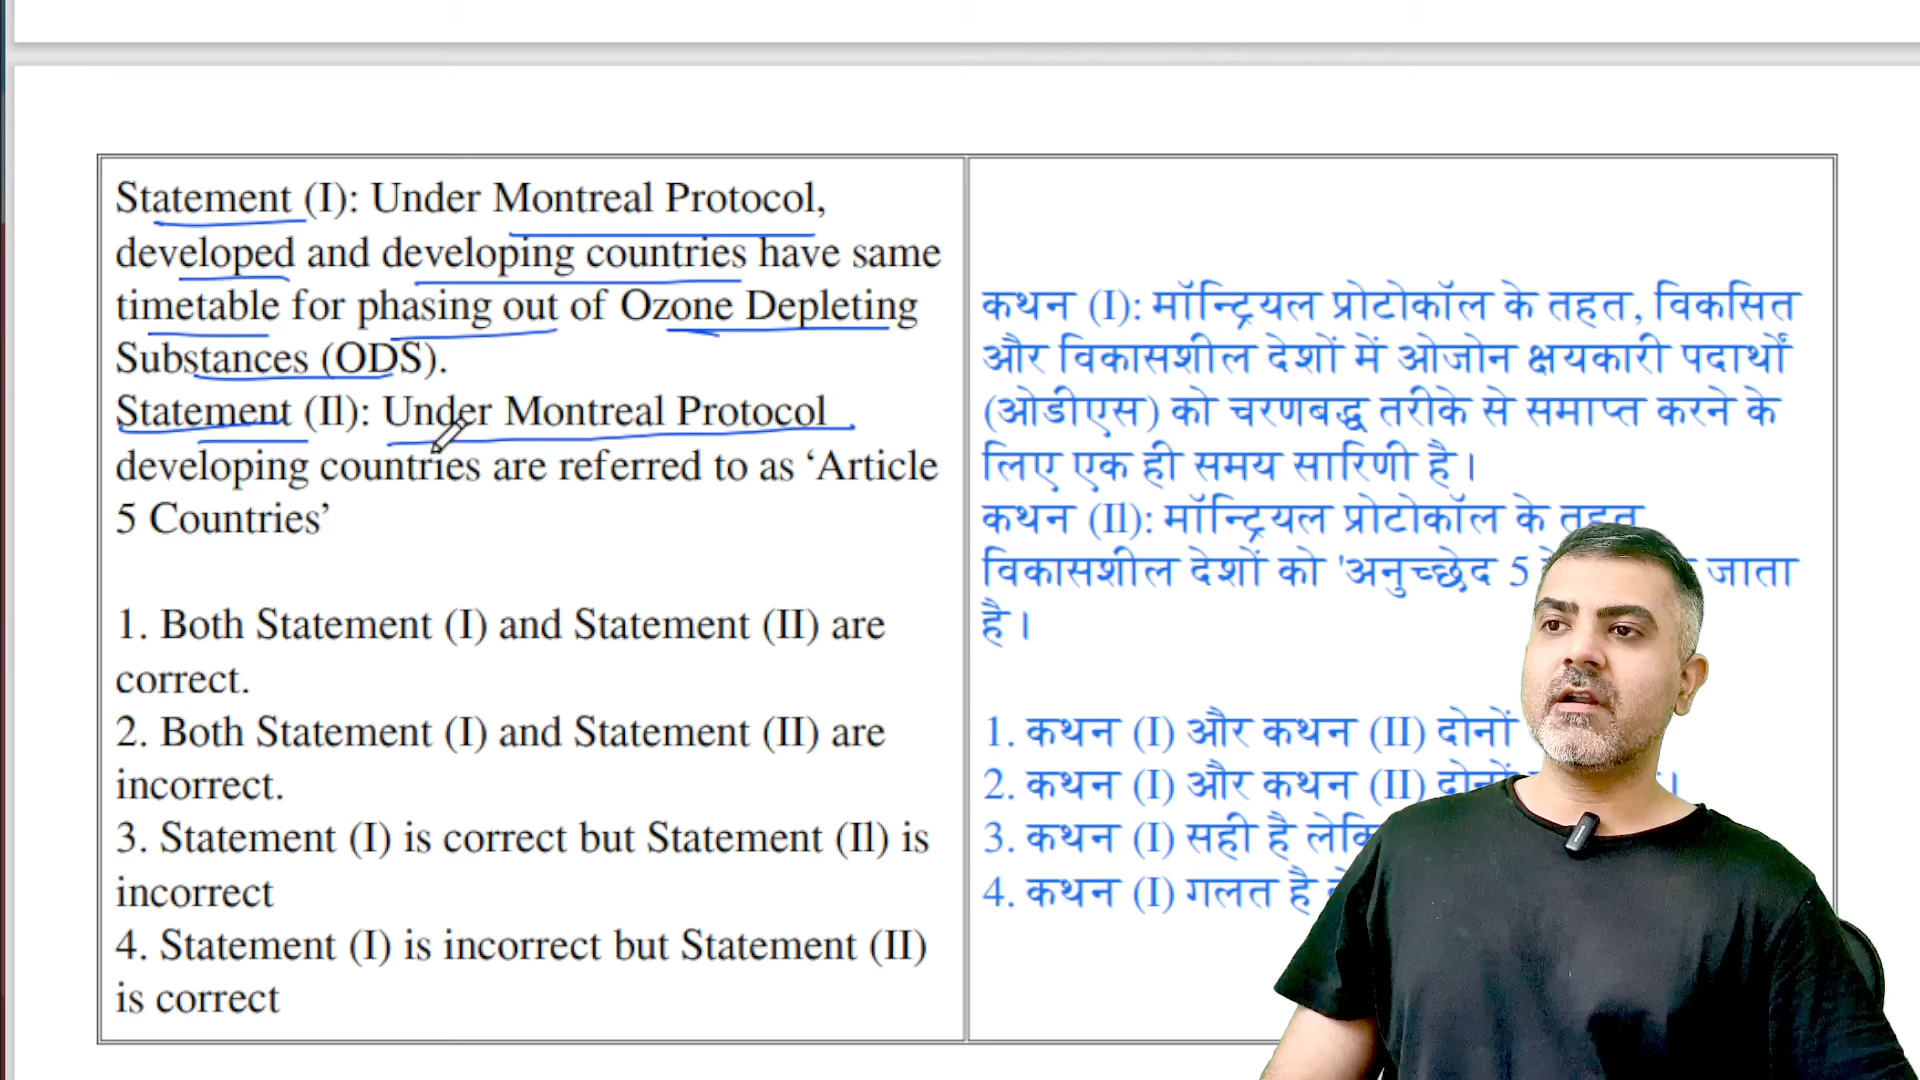 Statement (I): Under Montreal Protocol,
developed and developing countries have same
timetable for phasing out of Ozone Depleting
Substances (ODS).
Statement (Il): Under Montreal Protocol
developing countries are referred to as ‘Article
5 Countries’
1. Both Statement (I) and Statement (II) are
correct.
2. Both Statement (I) and Statement (II) are
incorrect.
3. Statement (I) is correct but Statement (Il) is
incorrect
4. Statement (I) is incorrect but Statement (II)
is correct
कथन (I): मॉन्ट्रियल प्रोटोकॉल के तहत, विकसित
और विकासशील देशों में ओजोन क्षयकारी पदार्थों
(ओडीएस) को चरणबद्ध तरीके से समाप्त करने के
लिए एक ही समय सारिणी है।
कथन (Il): मॉन्ट्रियल प्रोटोकॉल के तहत
विकासशील देशों को 'अनुच्छेद 5 जाता
है।
1. कथन (I) और कथन (II) दोनों
2. कथन (I) और कथन (II) दोनों
3. कथन (I) सही है
4. कथन (I) गलत है